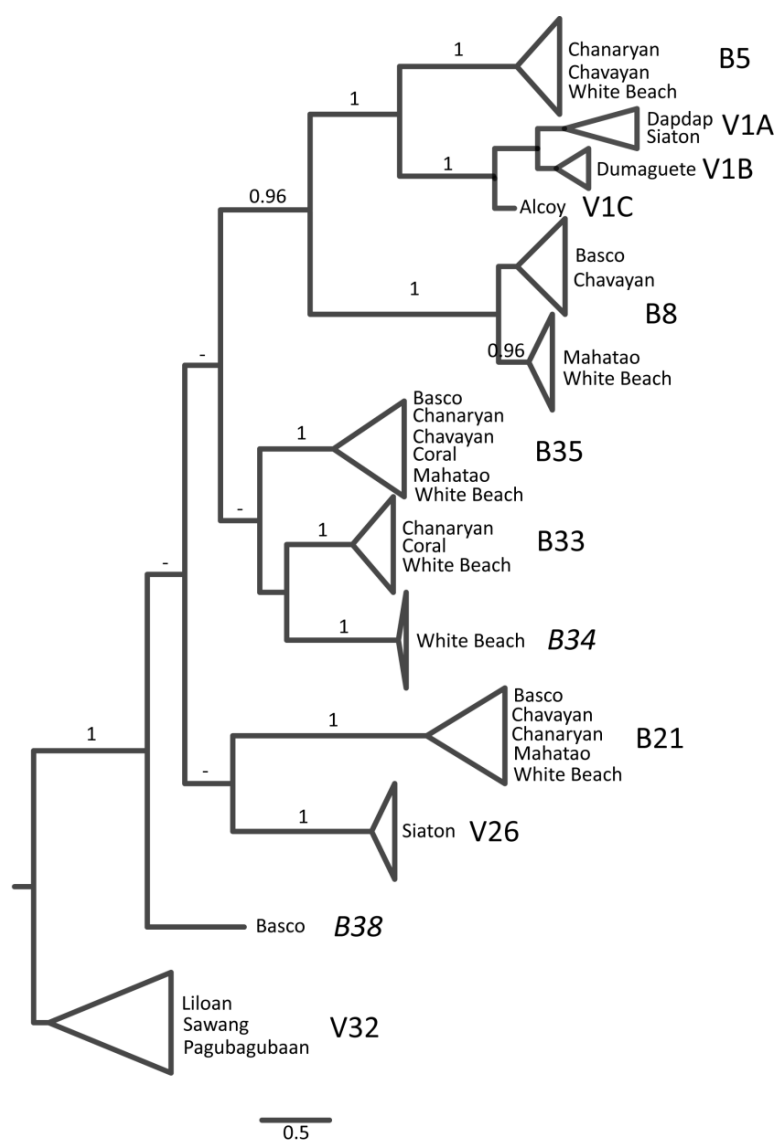 1
Chanaryan
Chavayan
White Beach
B5
1
Dapdap
Siaton
V1A
1
Dumaguete V1B
Alcoy V1C
0.96
Basco
Chavayan
1
B8
0.96
Mahatao
White Beach
-
Basco
Chanaryan
Chavayan
Coral
Mahatao
White Beach
1
B35
-
1
Chanaryan
Coral
White Beach
B33
-
1
White Beach B34
1
Basco
Chavayan
Chanaryan
Mahatao
White Beach
B21
1
-
1
Siaton V26
Basco B38
Liloan
Sawang
Pagubagubaan
V32
0.5